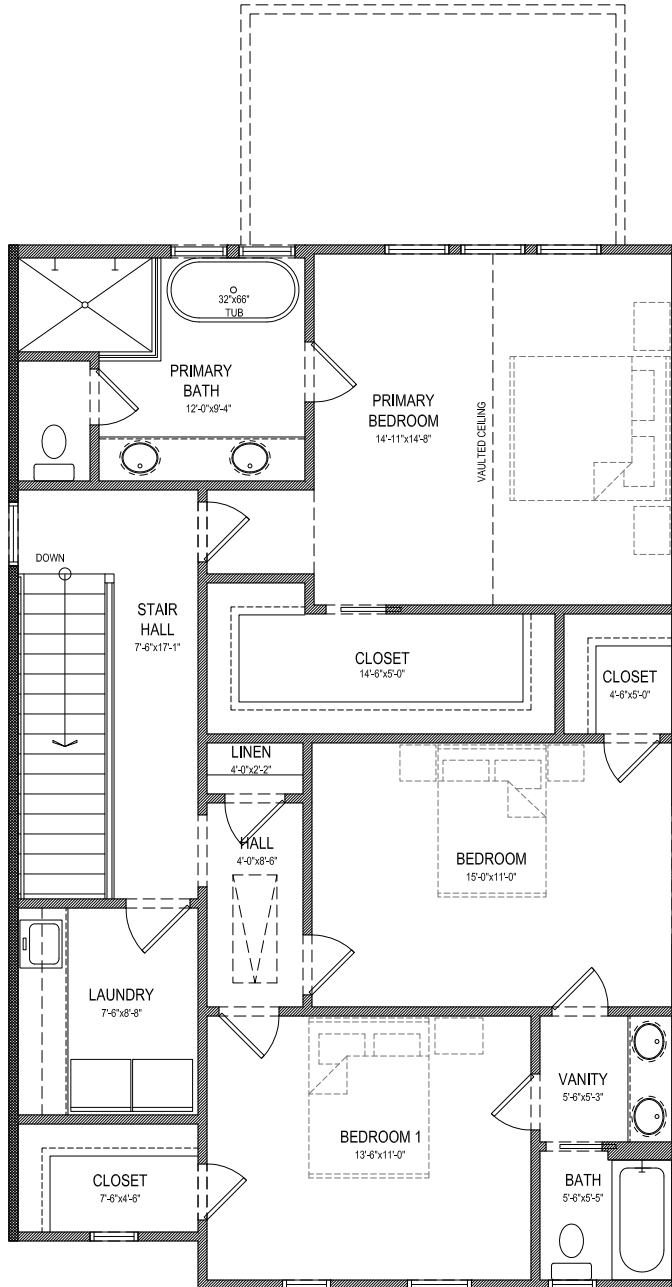 32"x66"
TUB
PRIMARY
BATH
12'-0"x9'-4"
PRIMARY
BEDROOM
14'-11"x14'-8"
VAULTED CEILING
DOWN
STAIR
HALL
7'-6"x17'-1"
CLOSET
14'-6"x5'-0"
CLOSET
4'-6"x5'-0"
LINEN
4'-0"x2'-2"
HALL
4'-0"x8'-6"
BEDROOM
15'-0"x11'-0"
LAUNDRY
7'-6"x8'-8"
VANITY
5'-6"x5'-3"
BEDROOM 1
13'-6"x11'-0"
CLOSET
7'-6"x4'-6"
BATH
5'-6"x5'-5"